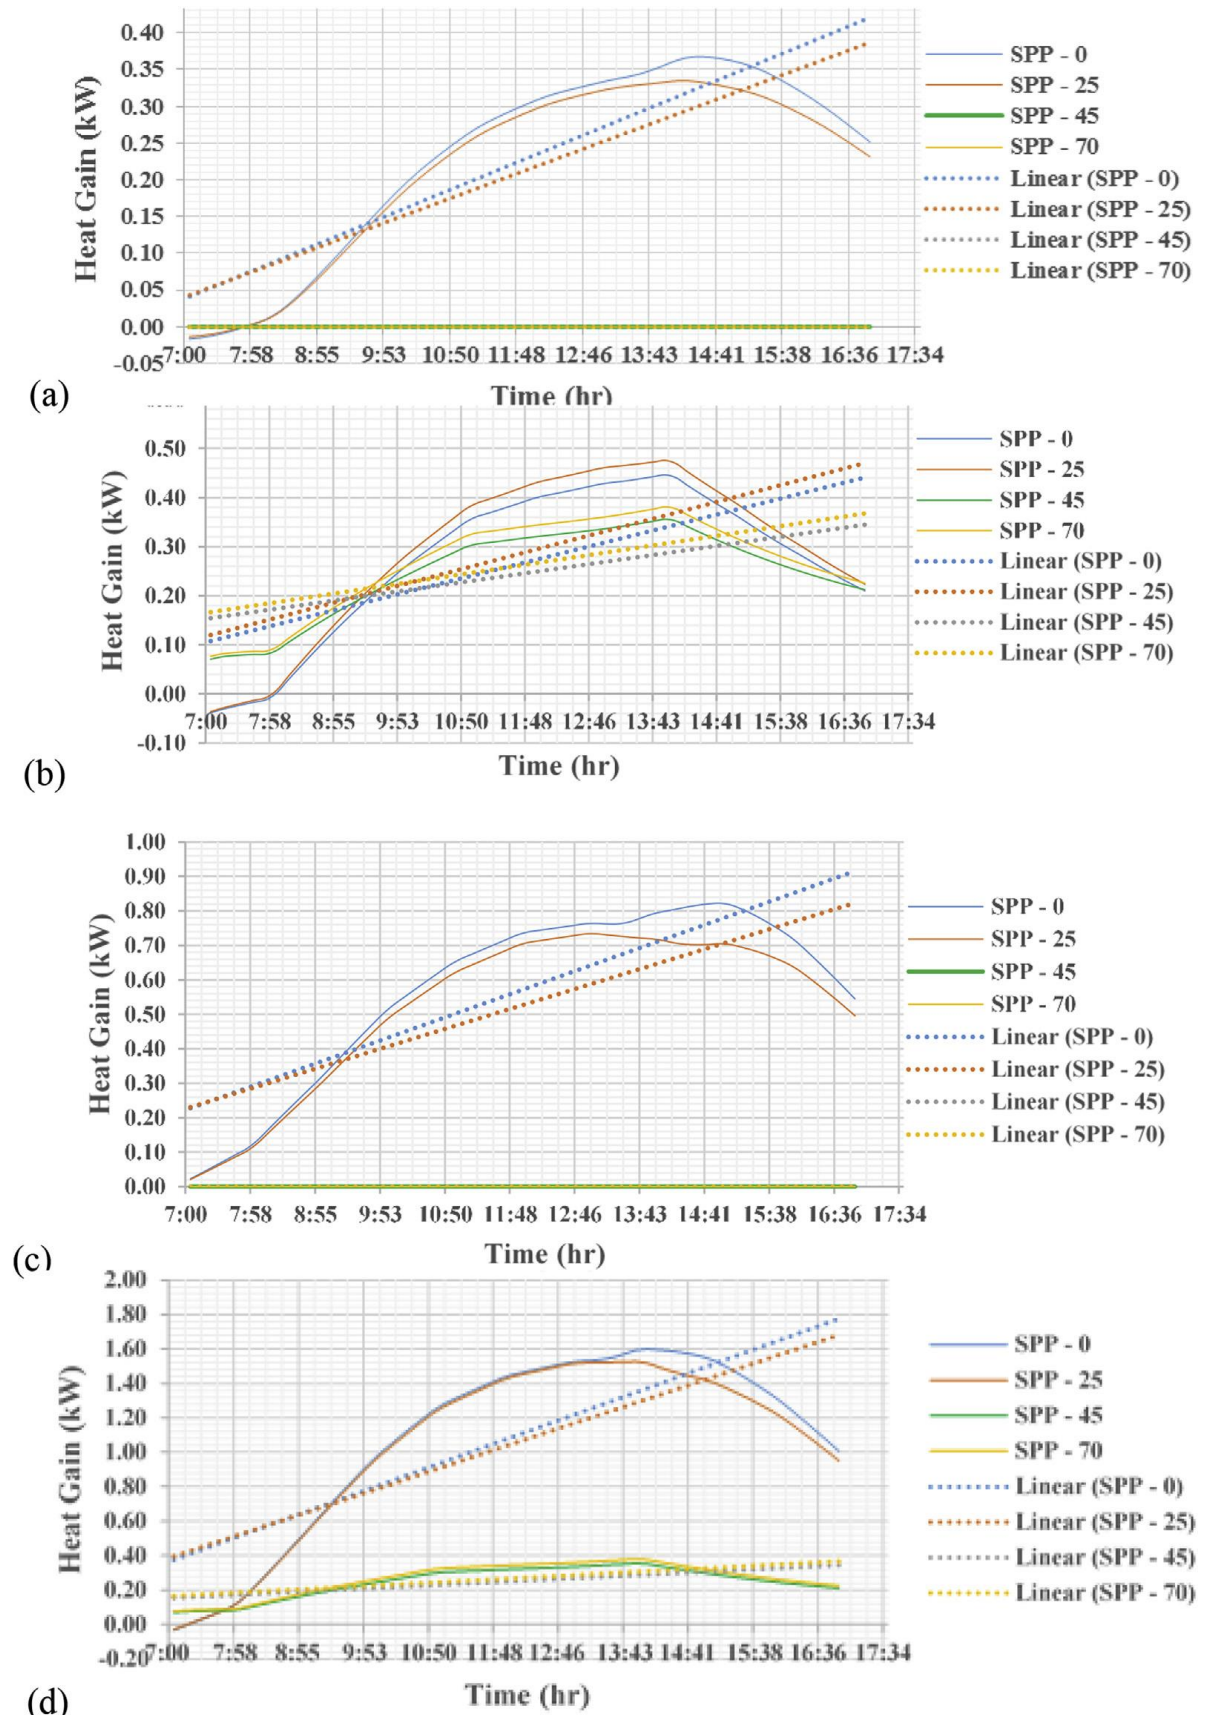 0.40
0.35
0.30
0.25
0.20
0.15
0.10
0.05
0.00
-0.05
Heat Gain (kW)
7:00 7:58 8:55 9:53 10:50 11:48 12:46 13:43 14:41 15:38 16:36 17:34
Time (hr)
SPP - 0
SPP - 25
SPP - 45
SPP - 70
Linear (SPP - 0)
Linear (SPP - 25)
Linear (SPP - 45)
Linear (SPP - 70)
(a)
0.50
0.40
0.30
0.20
0.10
0.00
-0.10
Heat Gain (kW)
7:00 7:58 8:55 9:53 10:50 11:48 12:46 13:43 14:41 15:38 16:36 17:34
Time (hr)
SPP - 0
SPP - 25
SPP - 45
SPP - 70
Linear (SPP - 0)
Linear (SPP - 25)
Linear (SPP - 45)
Linear (SPP - 70)
(b)
1.00
0.90
0.80
0.70
0.60
0.50
0.40
0.30
0.20
0.10
0.00
Heat Gain (kW)
7:00 7:58 8:55 9:53 10:50 11:48 12:46 13:43 14:41 15:38 16:36 17:34
Time (hr)
SPP - 0
SPP - 25
SPP - 45
SPP - 70
Linear (SPP - 0)
Linear (SPP - 25)
Linear (SPP - 45)
Linear (SPP - 70)
(c)
2.00
1.80
1.60
1.40
1.20
1.00
0.80
0.60
0.40
0.20
0.00
-0.20
Heat Gain (kW)
7:00 7:58 8:55 9:53 10:50 11:48 12:46 13:43 14:41 15:38 16:36 17:34
Time (hr)
SPP - 0
SPP - 25
SPP - 45
SPP - 70
Linear (SPP - 0)
Linear (SPP - 25)
Linear (SPP - 45)
Linear (SPP - 70)
(d)